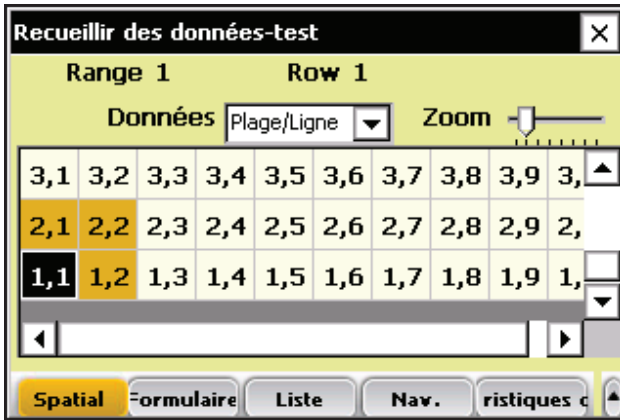 Recueillir des données-test
Range 1 Row 1
Données Plage/Ligne Zoom
3,1 3,2 3,3 3,4 3,5 3,6 3,7 3,8 3,9 3,
2,1 2,2 2,3 2,4 2,5 2,6 2,7 2,8 2,9 2,
1,1 1,2 1,3 1,4 1,5 1,6 1,7 1,8 1,9 1,
Spatial Formulaire Liste Nav. ristiques d